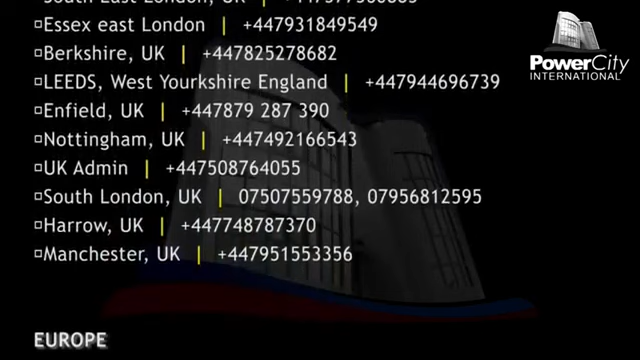 ▫Essex east London | +447931849549
▫Berkshire, UK | +447825278682
▫LEEDS, West Yourkshire England | +447944696739
▫Enfield, UK | +447879 287 390
▫Nottingham, UK | +447492166543
▫UK Admin | +447508764055
▫South London, UK | 07507559788, 07956812595
▫Harrow, UK | +447748787370
▫Manchester, UK | +447951553356
EUROPE
PowerCity
INTERNATIONAL